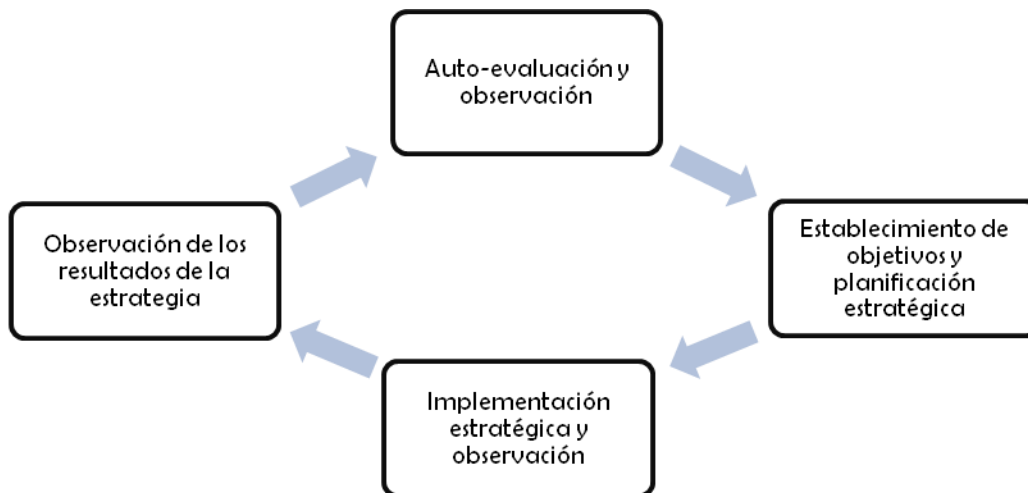 Auto-evaluación y
observación
Establecimiento de
objetivos y
planificación
estratégica
Implementación
estratégica y
observación
Observación de los
resultados de la
estrategia